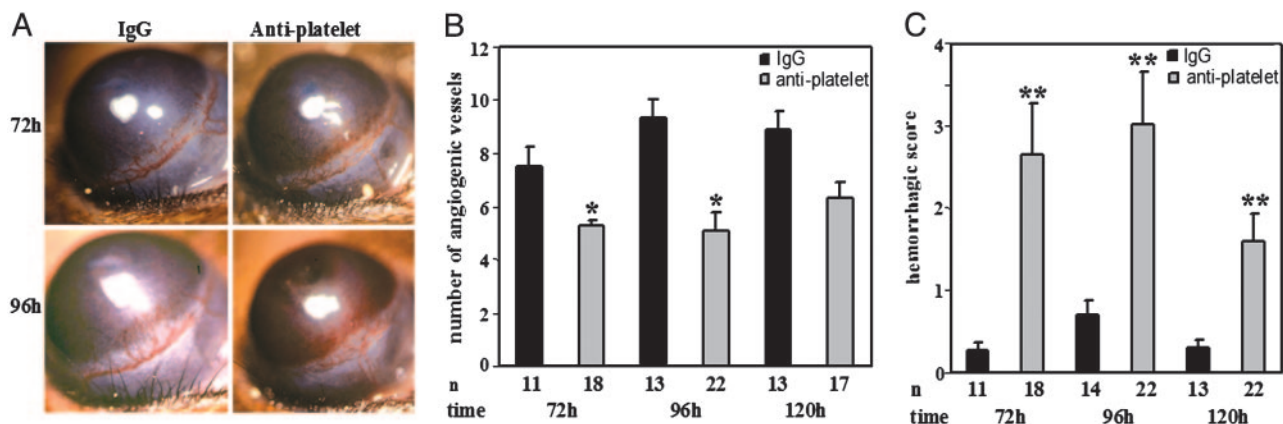 A
IgG Anti-platelet
72h
96h
B
number of angiogenic vessels
12
10
8
6
4
2
0
IgG
anti-platelet
*
*
n 11 18 13 22 13 17
time 72h 96h 120h
C
hemorrhagic score
4
3
2
1
0
IgG
anti-platelet
**
**
**
n 11 18 14 22 13 22
time 72h 96h 120h